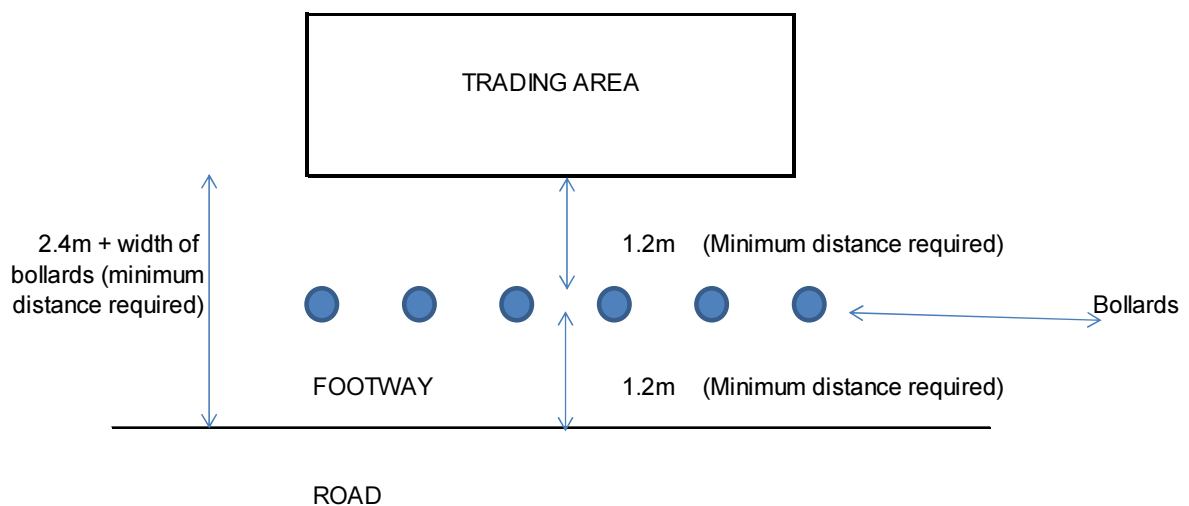 TRADING AREA
2.4m + width of
bollards (minimum
distance required)
1.2m (Minimum distance required)
Bollards
FOOTWAY
1.2m (Minimum distance required)
ROAD